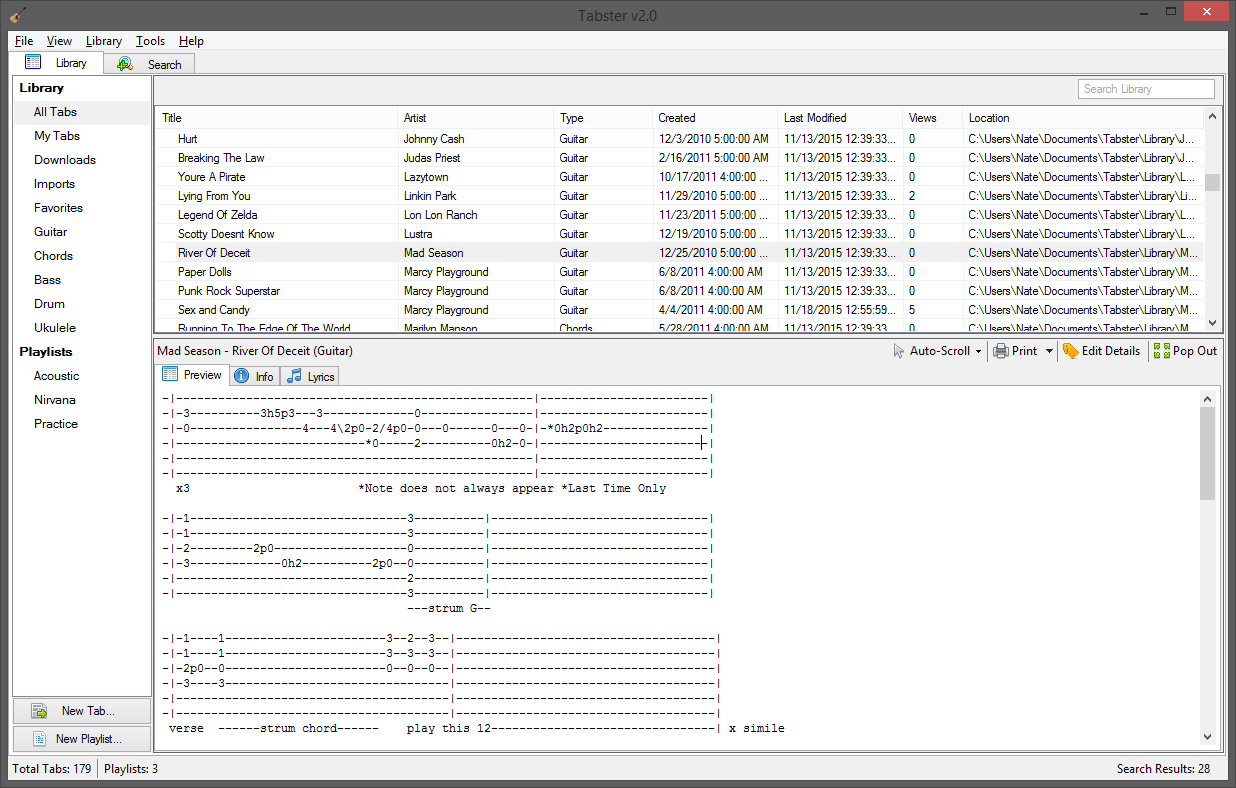 Tabster v2.0
File View Library Tools Help
Library Search
Library
All Tabs
My Tabs
Downloads
Imports
Favorites
Guitar
Chords
Bass
Drum
Ukulele
Playlists
Acoustic
Nirvana
Practice
New Tab...
New Playlist...
Search Library
Title Artist Type Created Last Modified Views Location
Hurt Johnny Cash Guitar 12/3/2010 5:00:00 AM 11/13/2015 12:39:33... 0 C:\Users\Nate\Documents\Tabster\Library\J...
Breaking The Law Judas Priest Guitar 2/16/2011 5:00:00 AM 11/13/2015 12:39:33... 0 C:\Users\Nate\Documents\Tabster\Library\J...
Youre A Pirate Lazytown Guitar 10/17/2011 4:00:00 ... 11/13/2015 12:39:33... 0 C:\Users\Nate\Documents\Tabster\Library\L...
Lying From You Linkin Park Guitar 11/29/2010 5:00:00 ... 11/13/2015 12:39:33... 2 C:\Users\Nate\Documents\Tabster\Library\Li...
Legend Of Zelda Lon Lon Ranch Guitar 11/23/2011 5:00:00 ... 11/13/2015 12:39:33... 0 C:\Users\Nate\Documents\Tabster\Library\L...
Scotty Doesnt Know Lustra Guitar 12/19/2010 5:00:00 ... 11/13/2015 12:39:33... 0 C:\Users\Nate\Documents\Tabster\Library\L...
River Of Deceit Mad Season Guitar 12/25/2010 5:00:00 ... 11/13/2015 12:39:33... 0 C:\Users\Nate\Documents\Tabster\Library\M...
Paper Dolls Marcy Playground Guitar 6/8/2011 4:00:00 AM 11/13/2015 12:39:33... 0 C:\Users\Nate\Documents\Tabster\Library\M...
Punk Rock Superstar Marcy Playground Guitar 6/8/2011 4:00:00 AM 11/13/2015 12:39:33... 0 C:\Users\Nate\Documents\Tabster\Library\M...
Sex and Candy Marcy Playground Guitar 4/4/2011 4:00:00 AM 11/18/2015 12:55:59... 5 C:\Users\Nate\Documents\Tabster\Library\M...
Running To The Edge Of The World Marilyn Manson Chords 5/28/2011 4:00:00 AM 11/13/2015 12:39:33... 0 C:\Users\Nate\Documents\Tabster\Library\M...
Mad Season - River Of Deceit (Guitar) Auto-Scroll Print Edit Details Pop Out
Preview Info Lyrics
-|---------------------------------------------------|------------------------|
-|-3----------3h5p3---3-------------0----------------|------------------------|
-|-0----------------4---4\2p0-2/4p0-0---0------0---0-|-*0h2p0h2---------------|
-|---------------------------*0-----2----------0h2-0-|------------------------|
-|---------------------------------------------------|------------------------|
-|---------------------------------------------------|------------------------|
x3 *Note does not always appear *Last Time Only
-|-1-------------------------------3----------|-------------------------------|
-|-1-------------------------------3----------|-------------------------------|
-|-2---------2p0-------------------0----------|-------------------------------|
-|-3-------------0h2----------2p0--0----------|-------------------------------|
-|---------------------------------2----------|-------------------------------|
-|---------------------------------3----------|-------------------------------|
---strum G--
-|-1----1-----------------------3--2--3--|-------------------------------------|
-|-1----1-----------------------3--3--3--|-------------------------------------|
-|-2p0--0-----------------------0--0--0--|-------------------------------------|
-|-3----3--------------------------------|-------------------------------------|
-|---------------------------------------|-------------------------------------|
-|---------------------------------------|-------------------------------------|
verse ------strum chord------ play this 12--------------------------------| x simile
Total Tabs: 179 Playlists: 3 Search Results: 28